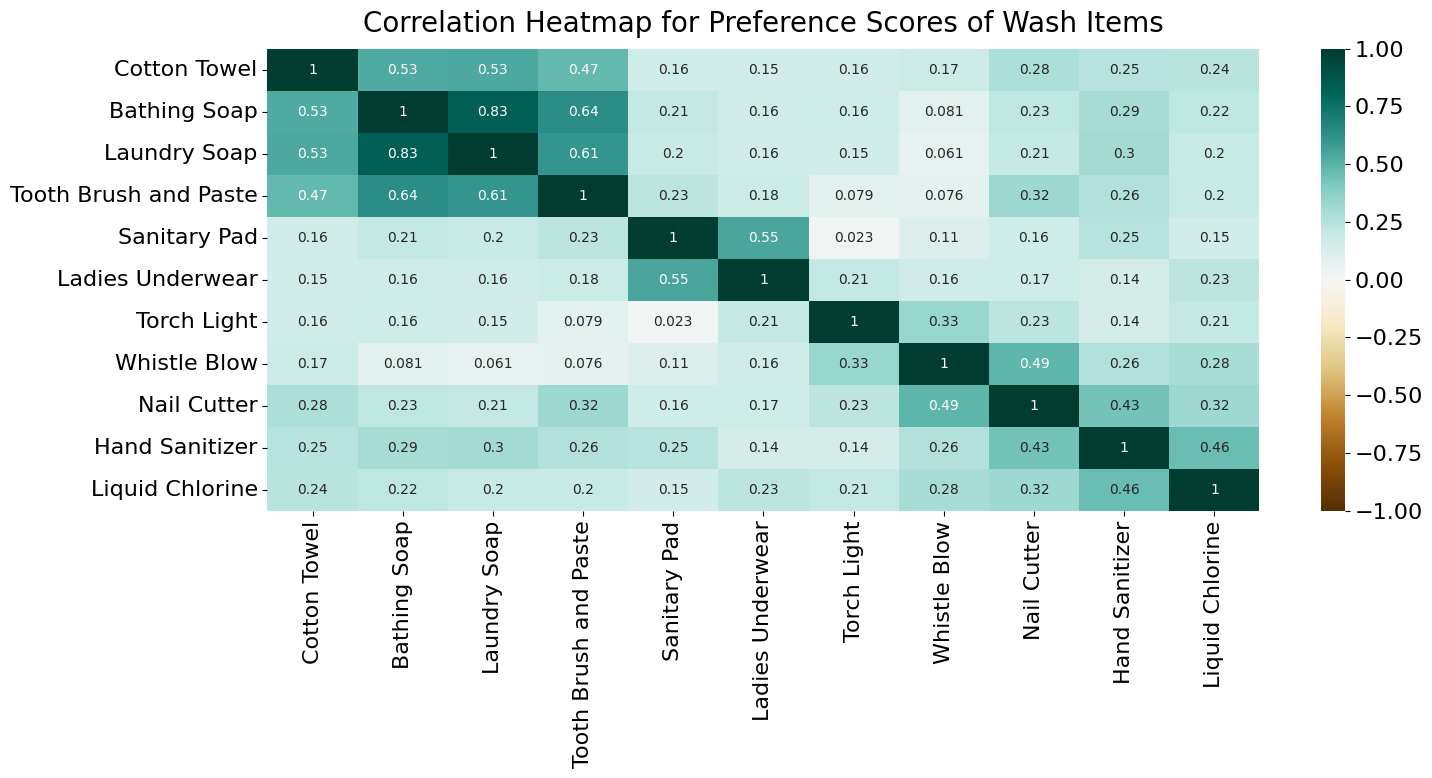 Correlation Heatmap for Preference Scores of Wash Items
Cotton Towel 1 0.53 0.53 0.47 0.16 0.15 0.16 0.17 0.28 0.25 0.24
Bathing Soap 0.53 1 0.83 0.64 0.21 0.16 0.16 0.081 0.23 0.29 0.22
Laundry Soap 0.53 0.83 1 0.61 0.2 0.16 0.15 0.061 0.21 0.3 0.2
Tooth Brush and Paste 0.47 0.64 0.61 1 0.23 0.18 0.079 0.076 0.32 0.26 0.2
Sanitary Pad 0.16 0.21 0.2 0.23 1 0.55 0.023 0.11 0.16 0.25 0.15
Ladies Underwear 0.15 0.16 0.16 0.18 0.55 1 0.21 0.16 0.17 0.14 0.23
Torch Light 0.16 0.16 0.15 0.079 0.023 0.21 1 0.33 0.23 0.14 0.21
Whistle Blow 0.17 0.081 0.061 0.076 0.11 0.16 0.33 1 0.49 0.26 0.28
Nail Cutter 0.28 0.23 0.21 0.32 0.16 0.17 0.23 0.49 1 0.43 0.32
Hand Sanitizer 0.25 0.29 0.3 0.26 0.25 0.14 0.14 0.26 0.43 1 0.46
Liquid Chlorine 0.24 0.22 0.2 0.2 0.15 0.23 0.21 0.28 0.32 0.46 1
Cotton Towel
Bathing Soap
Laundry Soap
Tooth Brush and Paste
Sanitary Pad
Ladies Underwear
Torch Light
Whistle Blow
Nail Cutter
Hand Sanitizer
Liquid Chlorine
1.00
0.75
0.50
0.25
0.00
−0.25
−0.50
−0.75
−1.00